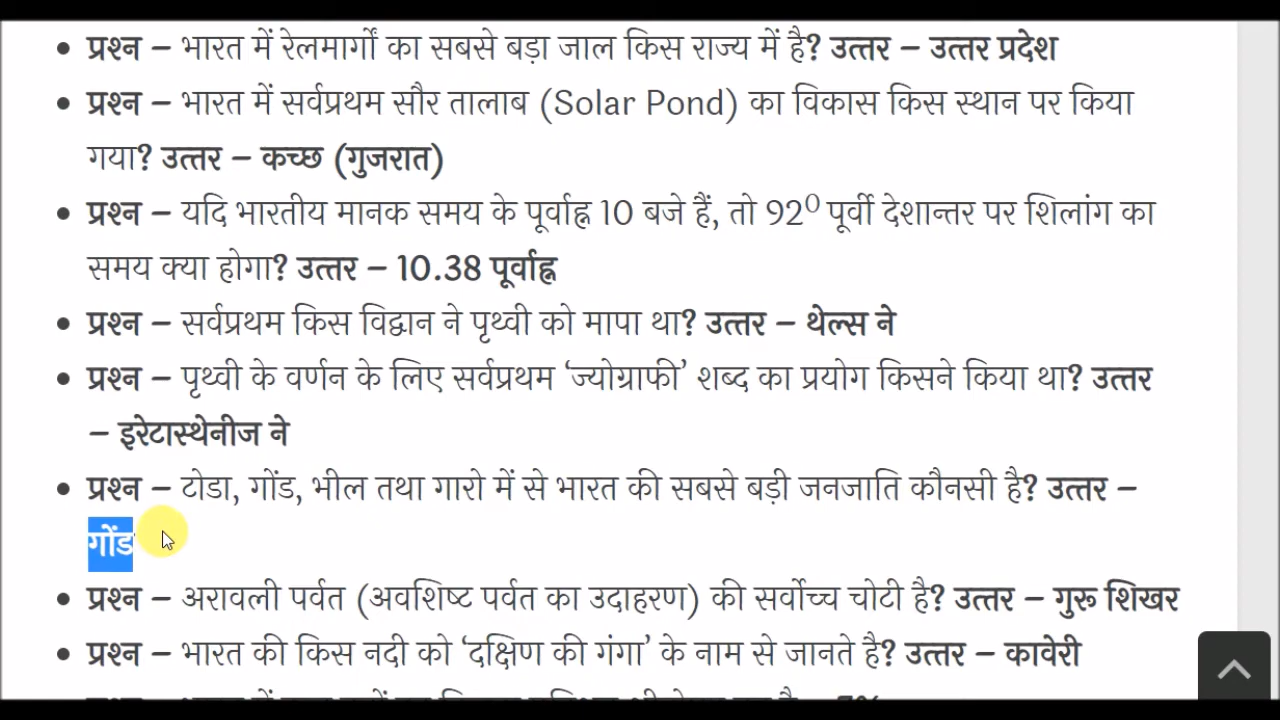 • प्रश्न – भारत में रेलमार्गों का सबसे बड़ा जाल किस राज्य में है? उत्तर – उत्तर प्रदेश
• प्रश्न – भारत में सर्वप्रथम सौर तालाब (Solar Pond) का विकास किस स्थान पर किया
गया? उत्तर – कच्छ (गुजरात)
• प्रश्न – यदि भारतीय मानक समय के पूर्वाह्न 10 बजे हैं, तो 92⁰ पूर्वी देशान्तर पर शिलांग का
समय क्या होगा? उत्तर – 10.38 पूर्वाह्न
• प्रश्न – सर्वप्रथम किस विद्वान ने पृथ्वी को मापा था? उत्तर – थेल्स ने
• प्रश्न – पृथ्वी के वर्णन के लिए सर्वप्रथम ‘ज्योग्राफी’ शब्द का प्रयोग किसने किया था? उत्तर
– इरेटास्थेनीज ने
• प्रश्न – टोडा, गोंड, भील तथा गारो में से भारत की सबसे बड़ी जनजाति कौनसी है? उत्तर –
गोंड
• प्रश्न – अरावली पर्वत (अवशिष्ट पर्वत का उदाहरण) की सर्वोच्च चोटी है? उत्तर – गुरू शिखर
• प्रश्न – भारत की किस नदी को ‘दक्षिण की गंगा’ के नाम से जानते है? उत्तर – कावेरी